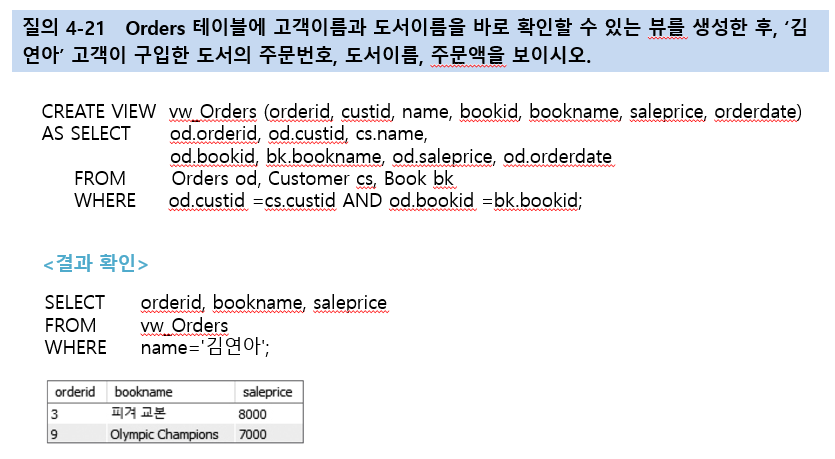 질의 4-21 Orders 테이블에 고객이름과 도서이름을 바로 확인할 수 있는 뷰를 생성한 후, ‘김
연아’ 고객이 구입한 도서의 주문번호, 도서이름, 주문액을 보이시오.
CREATE VIEW vw_Orders (orderid, custid, name, bookid, bookname, saleprice, orderdate)
AS SELECT od.orderid, od.custid, cs.name,
od.bookid, bk.bookname, od.saleprice, od.orderdate
FROM Orders od, Customer cs, Book bk
WHERE od.custid =cs.custid AND od.bookid =bk.bookid;
<결과 확인>
SELECT orderid, bookname, saleprice
FROM vw_Orders
WHERE name='김연아';
orderid bookname saleprice
3 피겨 교본 8000
9 Olympic Champions 7000